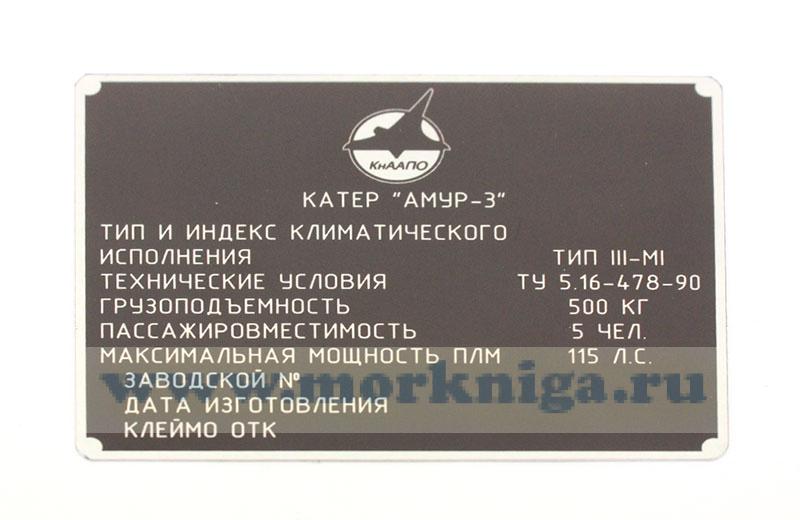 КнААПО
КАТЕР "АМУР-3"
ТИП И ИНДЕКС КЛИМАТИЧЕСКОГО
ИСПОЛНЕНИЯ ТИП III-МI
ТЕХНИЧЕСКИЕ УСЛОВИЯ ТУ 5.16-478-90
ГРУЗОПОДЪЕМНОСТЬ 500 КГ
ПАССАЖИРОВМЕСТИМОСТЬ 5 ЧЕЛ.
МАКСИМАЛЬНАЯ МОЩНОСТЬ ПЛМ 115 Л.С.
ЗАВОДСКОЙ №
www.morkniga.ru
ДАТА ИЗГОТОВЛЕНИЯ
КЛЕЙМО ОТК